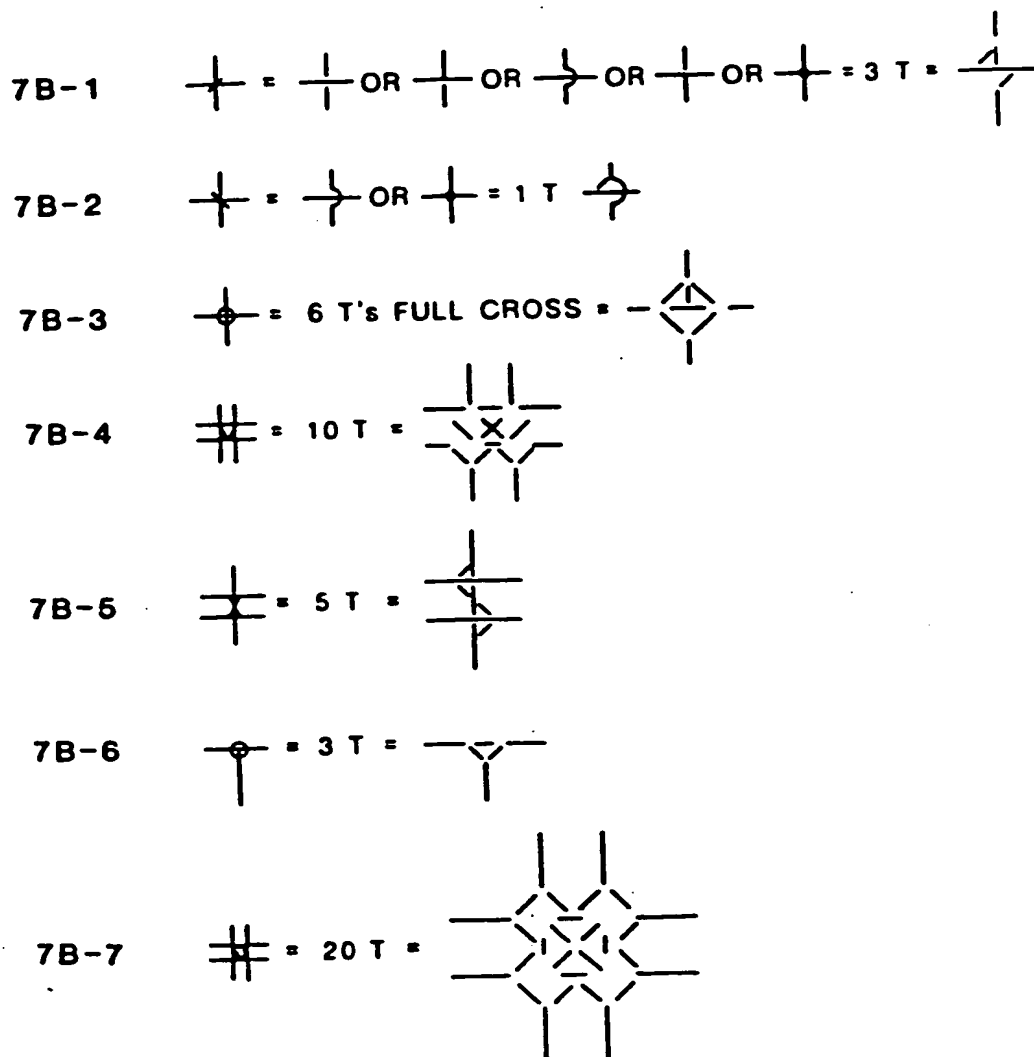 7B-1 = OR OR OR OR = 3 T =
7B-2 = OR = 1 T
7B-3 = 6 T's FULL CROSS =
7B-4 = 10 T =
7B-5 = 5 T =
7B-6 = 3 T =
7B-7 = 20 T =